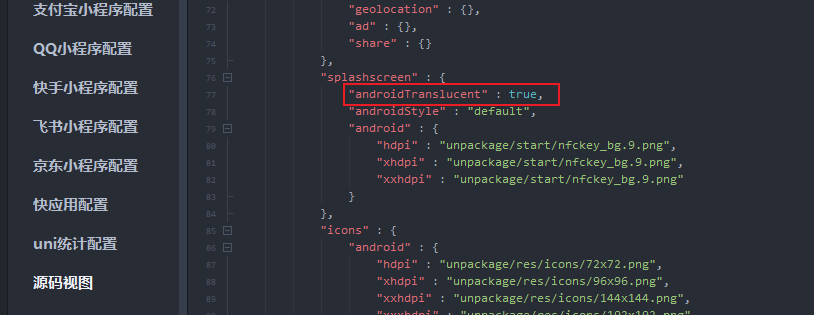 支付宝小程序配置
QQ小程序配置
快手小程序配置
飞书小程序配置
京东小程序配置
快应用配置
uni统计配置
源码视图
72 "geolocation" : {},
73 "ad" : {},
74 "share" : {}
75 },
76 "splashscreen" : {
77 "androidTranslucent" : true,
78 "androidStyle" : "default",
79 "android" : {
80 "hdpi" : "unpackage/start/nfckey_bg.9.png",
81 "xhdpi" : "unpackage/start/nfckey_bg.9.png",
82 "xxhdpi" : "unpackage/start/nfckey_bg.9.png"
83 }
84 },
85 "icons" : {
86 "android" : {
87 "hdpi" : "unpackage/res/icons/72x72.png",
88 "xhdpi" : "unpackage/res/icons/96x96.png",
89 "xxhdpi" : "unpackage/res/icons/144x144.png",
"xxxhdpi" : "unpackage/res/icons/192x192.png"